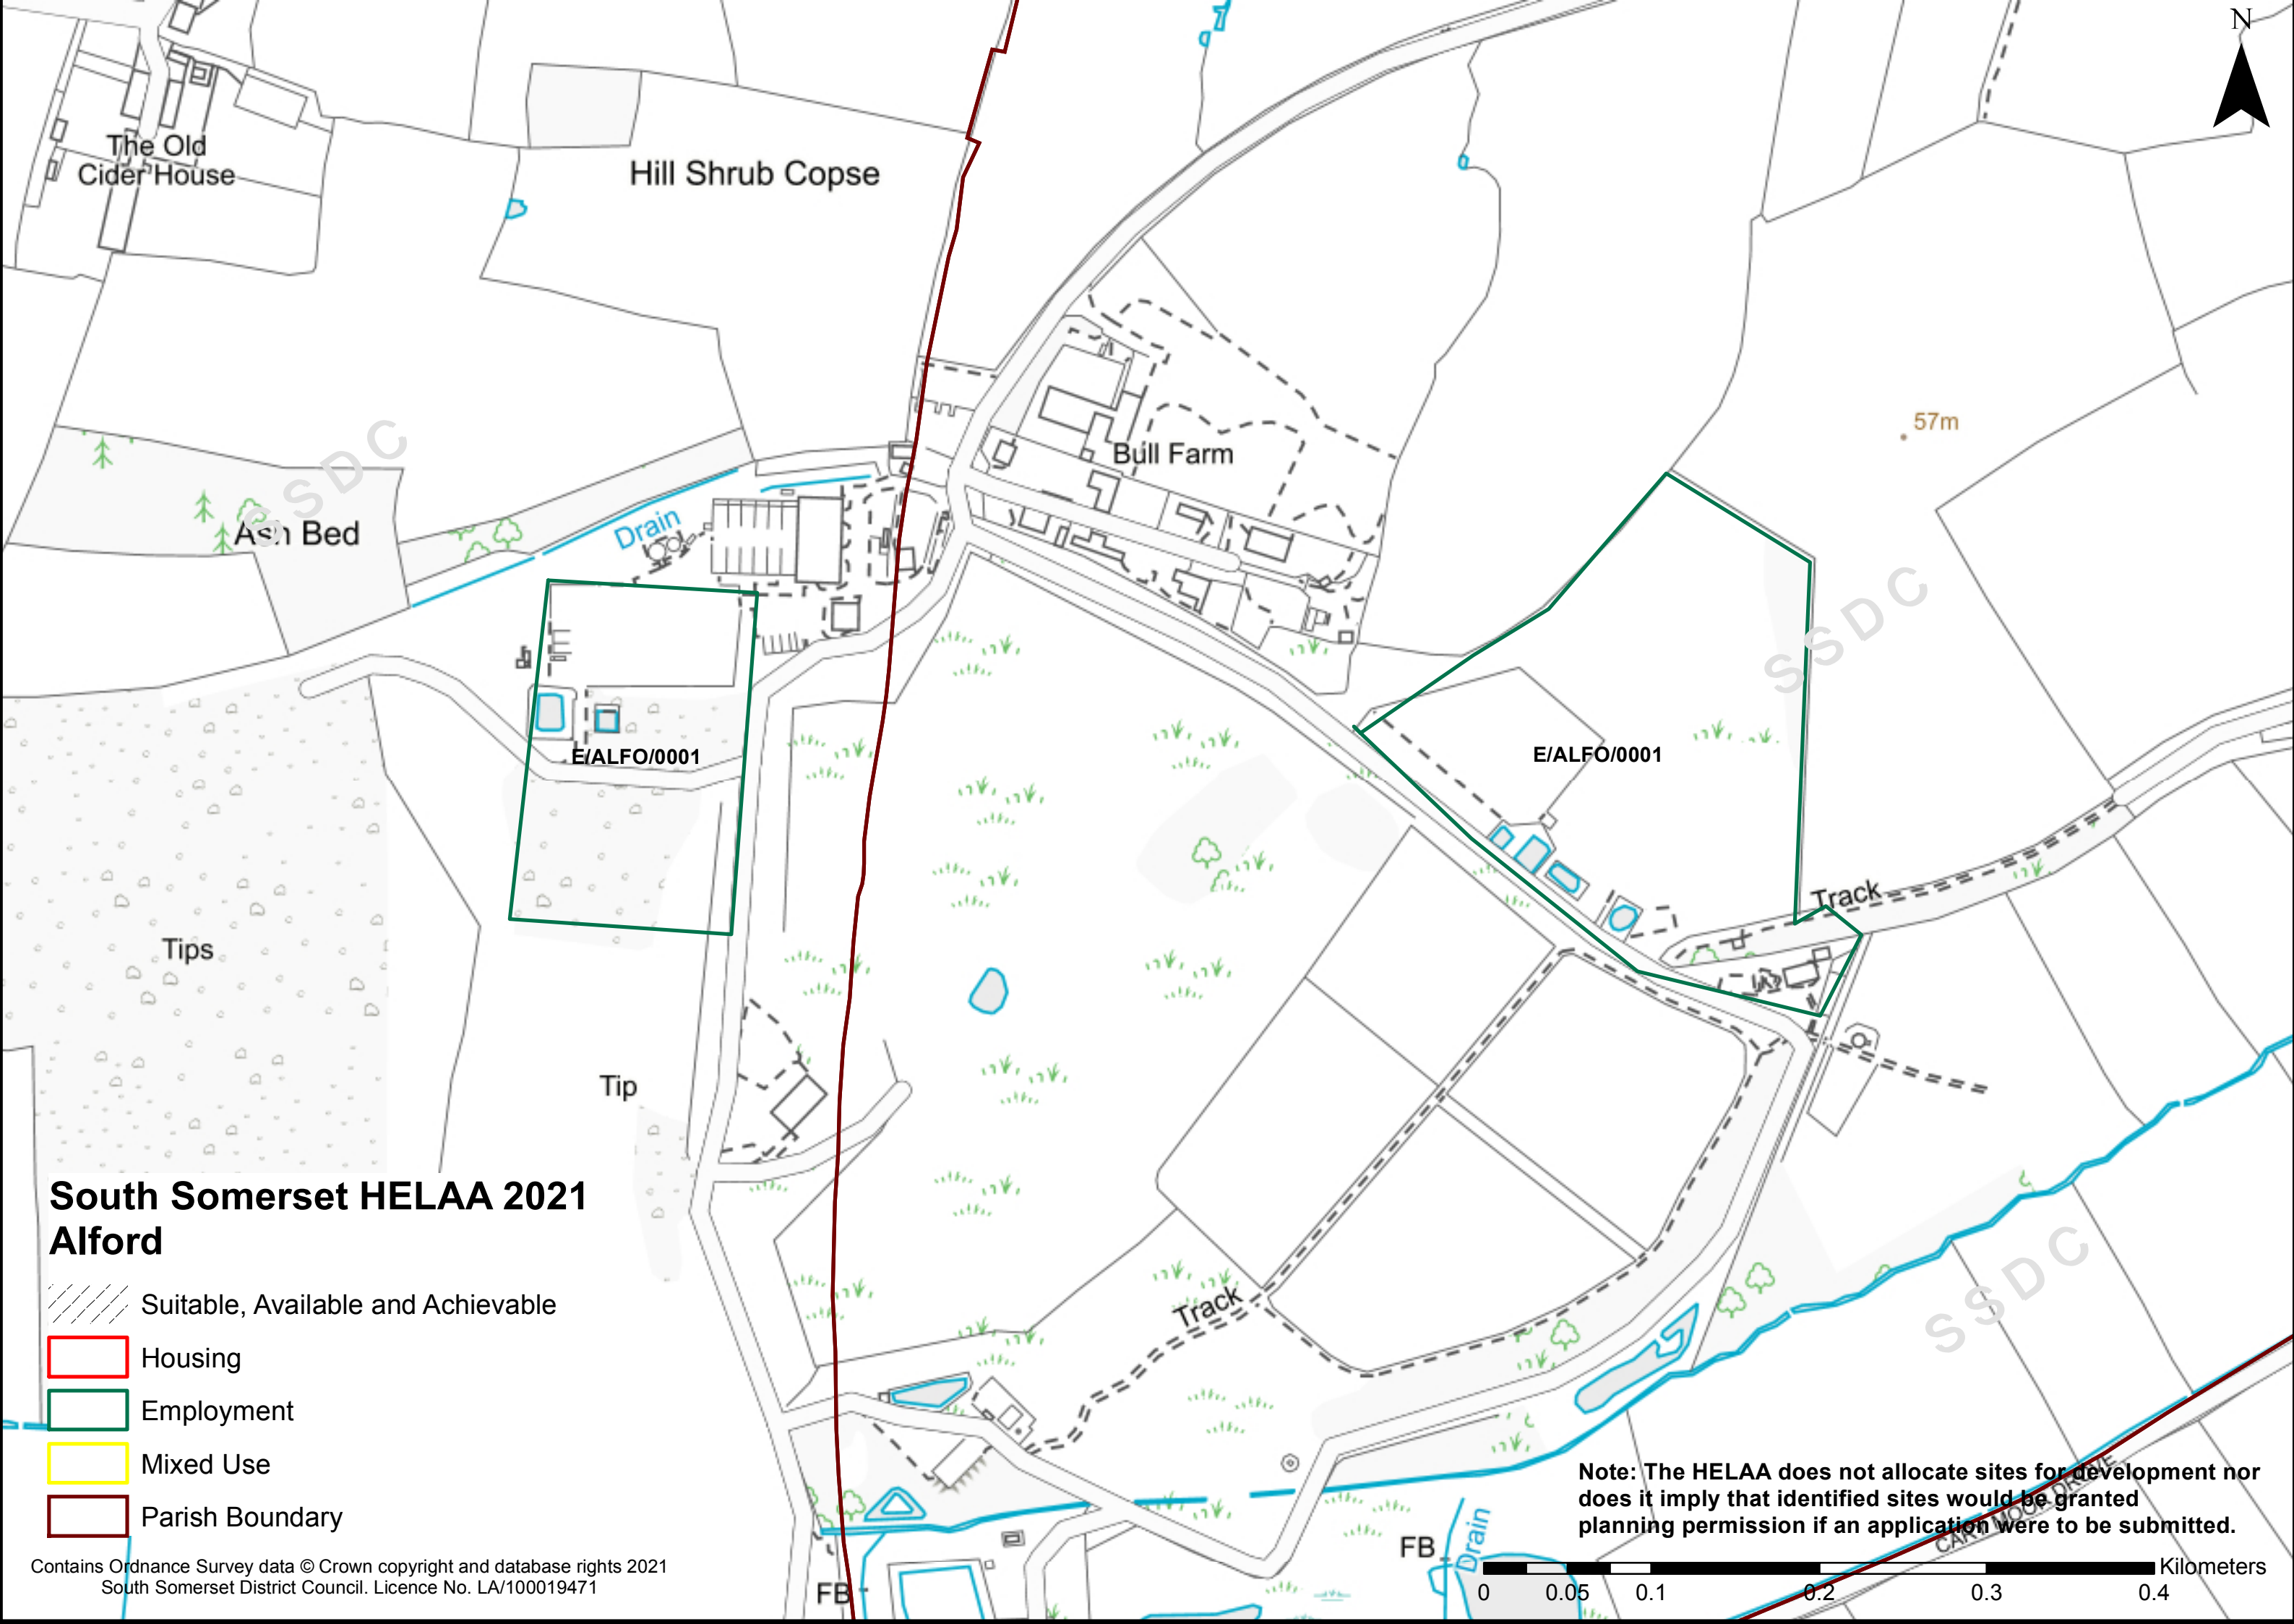 N
The Old
Cider House
Hill Shrub Copse
57m
Bull Farm
SSDC
Ash Bed
Drain
SSDC
E/ALFO/0001
E/ALFO/0001
Track
Tips
Tip
South Somerset HELAA 2021
Alford
Suitable, Available and Achievable
Housing
Employment
Mixed Use
Parish Boundary
Track
SSDC
Note: The HELAA does not allocate sites for development nor
does it imply that identified sites would be granted
planning permission if an application were to be submitted.
CARY MOOR DROVE
FB
Drain
FB
Contains Ordnance Survey data © Crown copyright and database rights 2021
South Somerset District Council. Licence No. LA/100019471
Kilometers
0 0.05 0.1 0.2 0.3 0.4